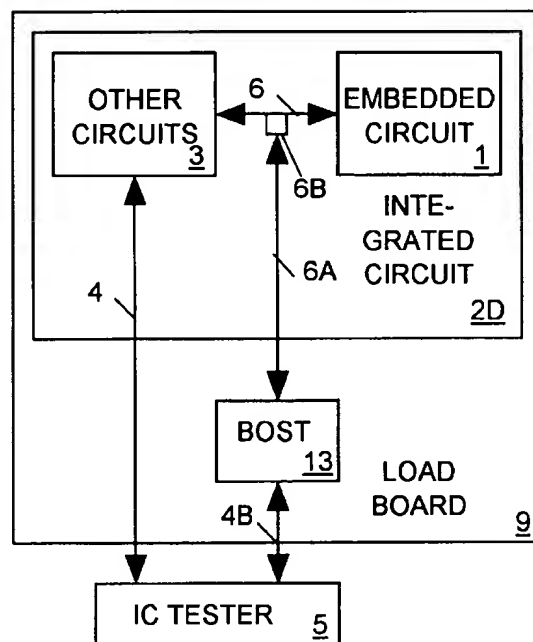 OTHER
CIRCUITS
3
6
6B
EMBEDDED
CIRCUIT
1
INTE-
GRATED
CIRCUIT
2D
4
6A
BOST
13
LOAD
BOARD
9
4B
IC TESTER
5